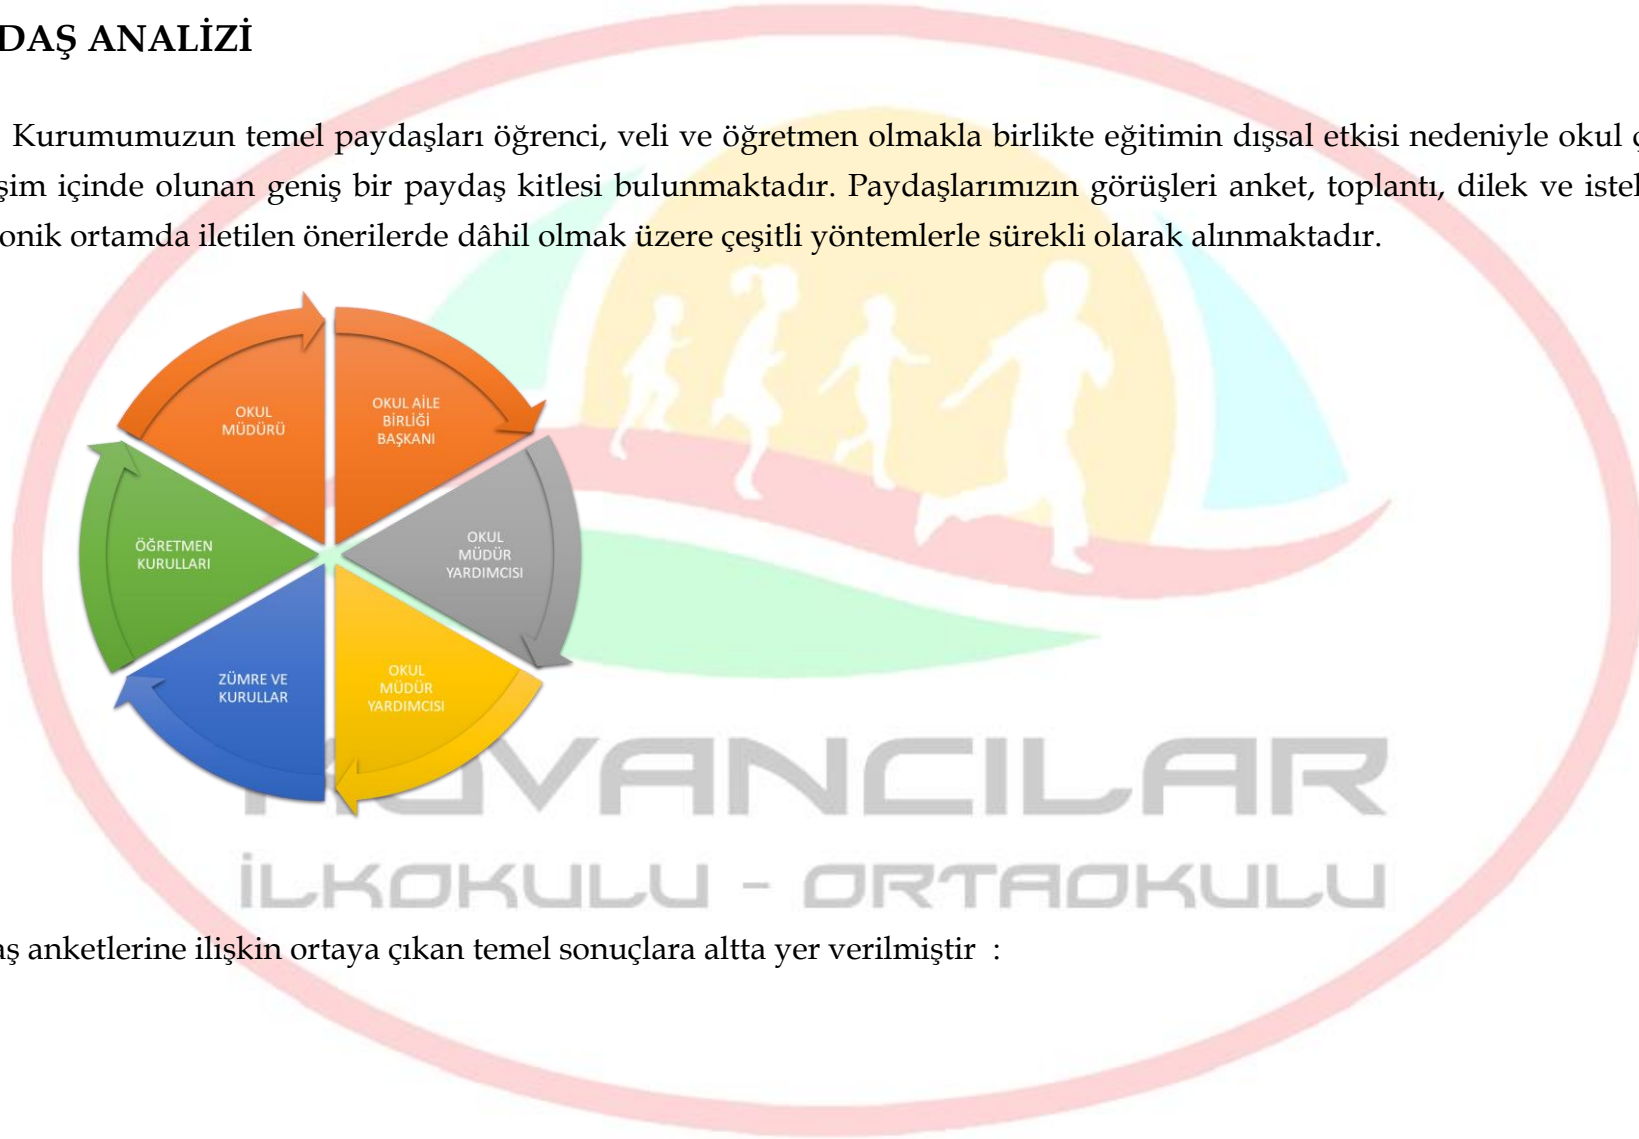 DAŞ ANALİZİ
Kurumumuzun temel paydaşları öğrenci, veli ve öğretmen olmakla birlikte eğitimin dışsal etkisi nedeniyle okul ç
şim içinde olunan geniş bir paydaş kitlesi bulunmaktadır. Paydaşlarımızın görüşleri anket, toplantı, dilek ve istel
onik ortamda iletilen önerilerde dâhil olmak üzere çeşitli yöntemlerle sürekli olarak alınmaktadır.
OKUL
MÜDÜRÜ
OKUL AİLE
BİRLİĞİ
BAŞKANI
ÖĞRETMEN
KURULLARI
OKUL
MÜDÜR
YARDIMCISI
ZÜMRE VE
KURULLAR
OKUL
MÜDÜR
YARDIMCISI
KOVANCILAR
İLKOKULU - ORTAOKULU
ş anketlerine ilişkin ortaya çıkan temel sonuçlara altta yer verilmiştir :